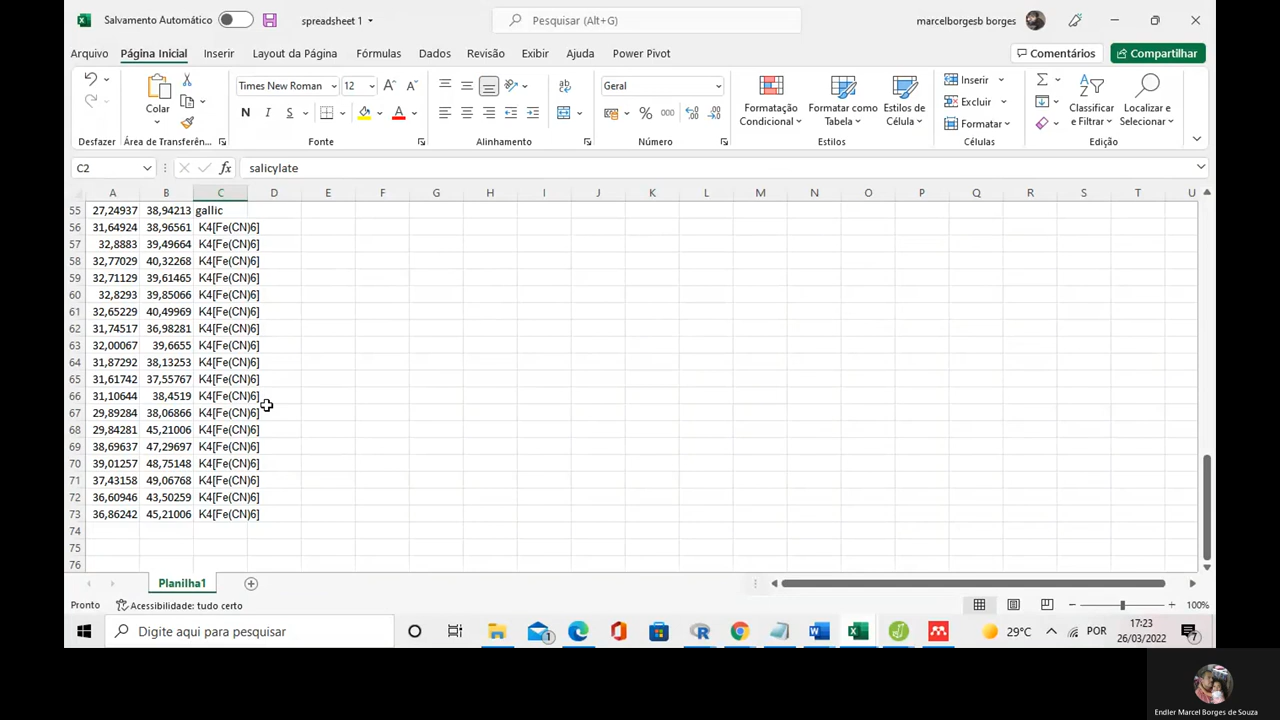 Salvamento Automático
spreadsheet 1
Pesquisar (Alt+G)
marcelborgesb borges
Arquivo Página Inicial Inserir Layout da Página Fórmulas Dados Revisão Exibir Ajuda Power Pivot Comentários Compartilhar
Colar
Times New Roman 12
N I S
Geral
Formatação Condicional
Formatar como Tabela
Estilos de Célula
Inserir
Excluir
Formatar
Classificar e Filtrar
Localizar e Selecionar
Desfazer Área de Transferên... Fonte Alinhamento Número Estilos Células Edição
C2 fx salicylate
A B C D E F G H I J K L M N O P Q R S T U
55 27,24937 38,94213 gallic
56 31,64924 38,96561 K4[Fe(CN)6]
57 32,8883 39,49664 K4[Fe(CN)6]
58 32,77029 40,32268 K4[Fe(CN)6]
59 32,71129 39,61465 K4[Fe(CN)6]
60 32,8293 39,85066 K4[Fe(CN)6]
61 32,65229 40,49969 K4[Fe(CN)6]
62 31,74517 36,98281 K4[Fe(CN)6]
63 32,00067 39,6655 K4[Fe(CN)6]
64 31,87292 38,13253 K4[Fe(CN)6]
65 31,61742 37,55767 K4[Fe(CN)6]
66 31,10644 38,4519 K4[Fe(CN)6]
67 29,89284 38,06866 K4[Fe(CN)6]
68 29,84281 45,21006 K4[Fe(CN)6]
69 38,69637 47,29697 K4[Fe(CN)6]
70 39,01257 48,75148 K4[Fe(CN)6]
71 37,43158 49,06768 K4[Fe(CN)6]
72 36,60946 43,50259 K4[Fe(CN)6]
73 36,86242 45,21006 K4[Fe(CN)6]
74
75
76
Planilha1
Pronto Acessibilidade: tudo certo 100%
Digite aqui para pesquisar
29°C
POR
17:23
26/03/2022
Endler Marcel Borges de Souza